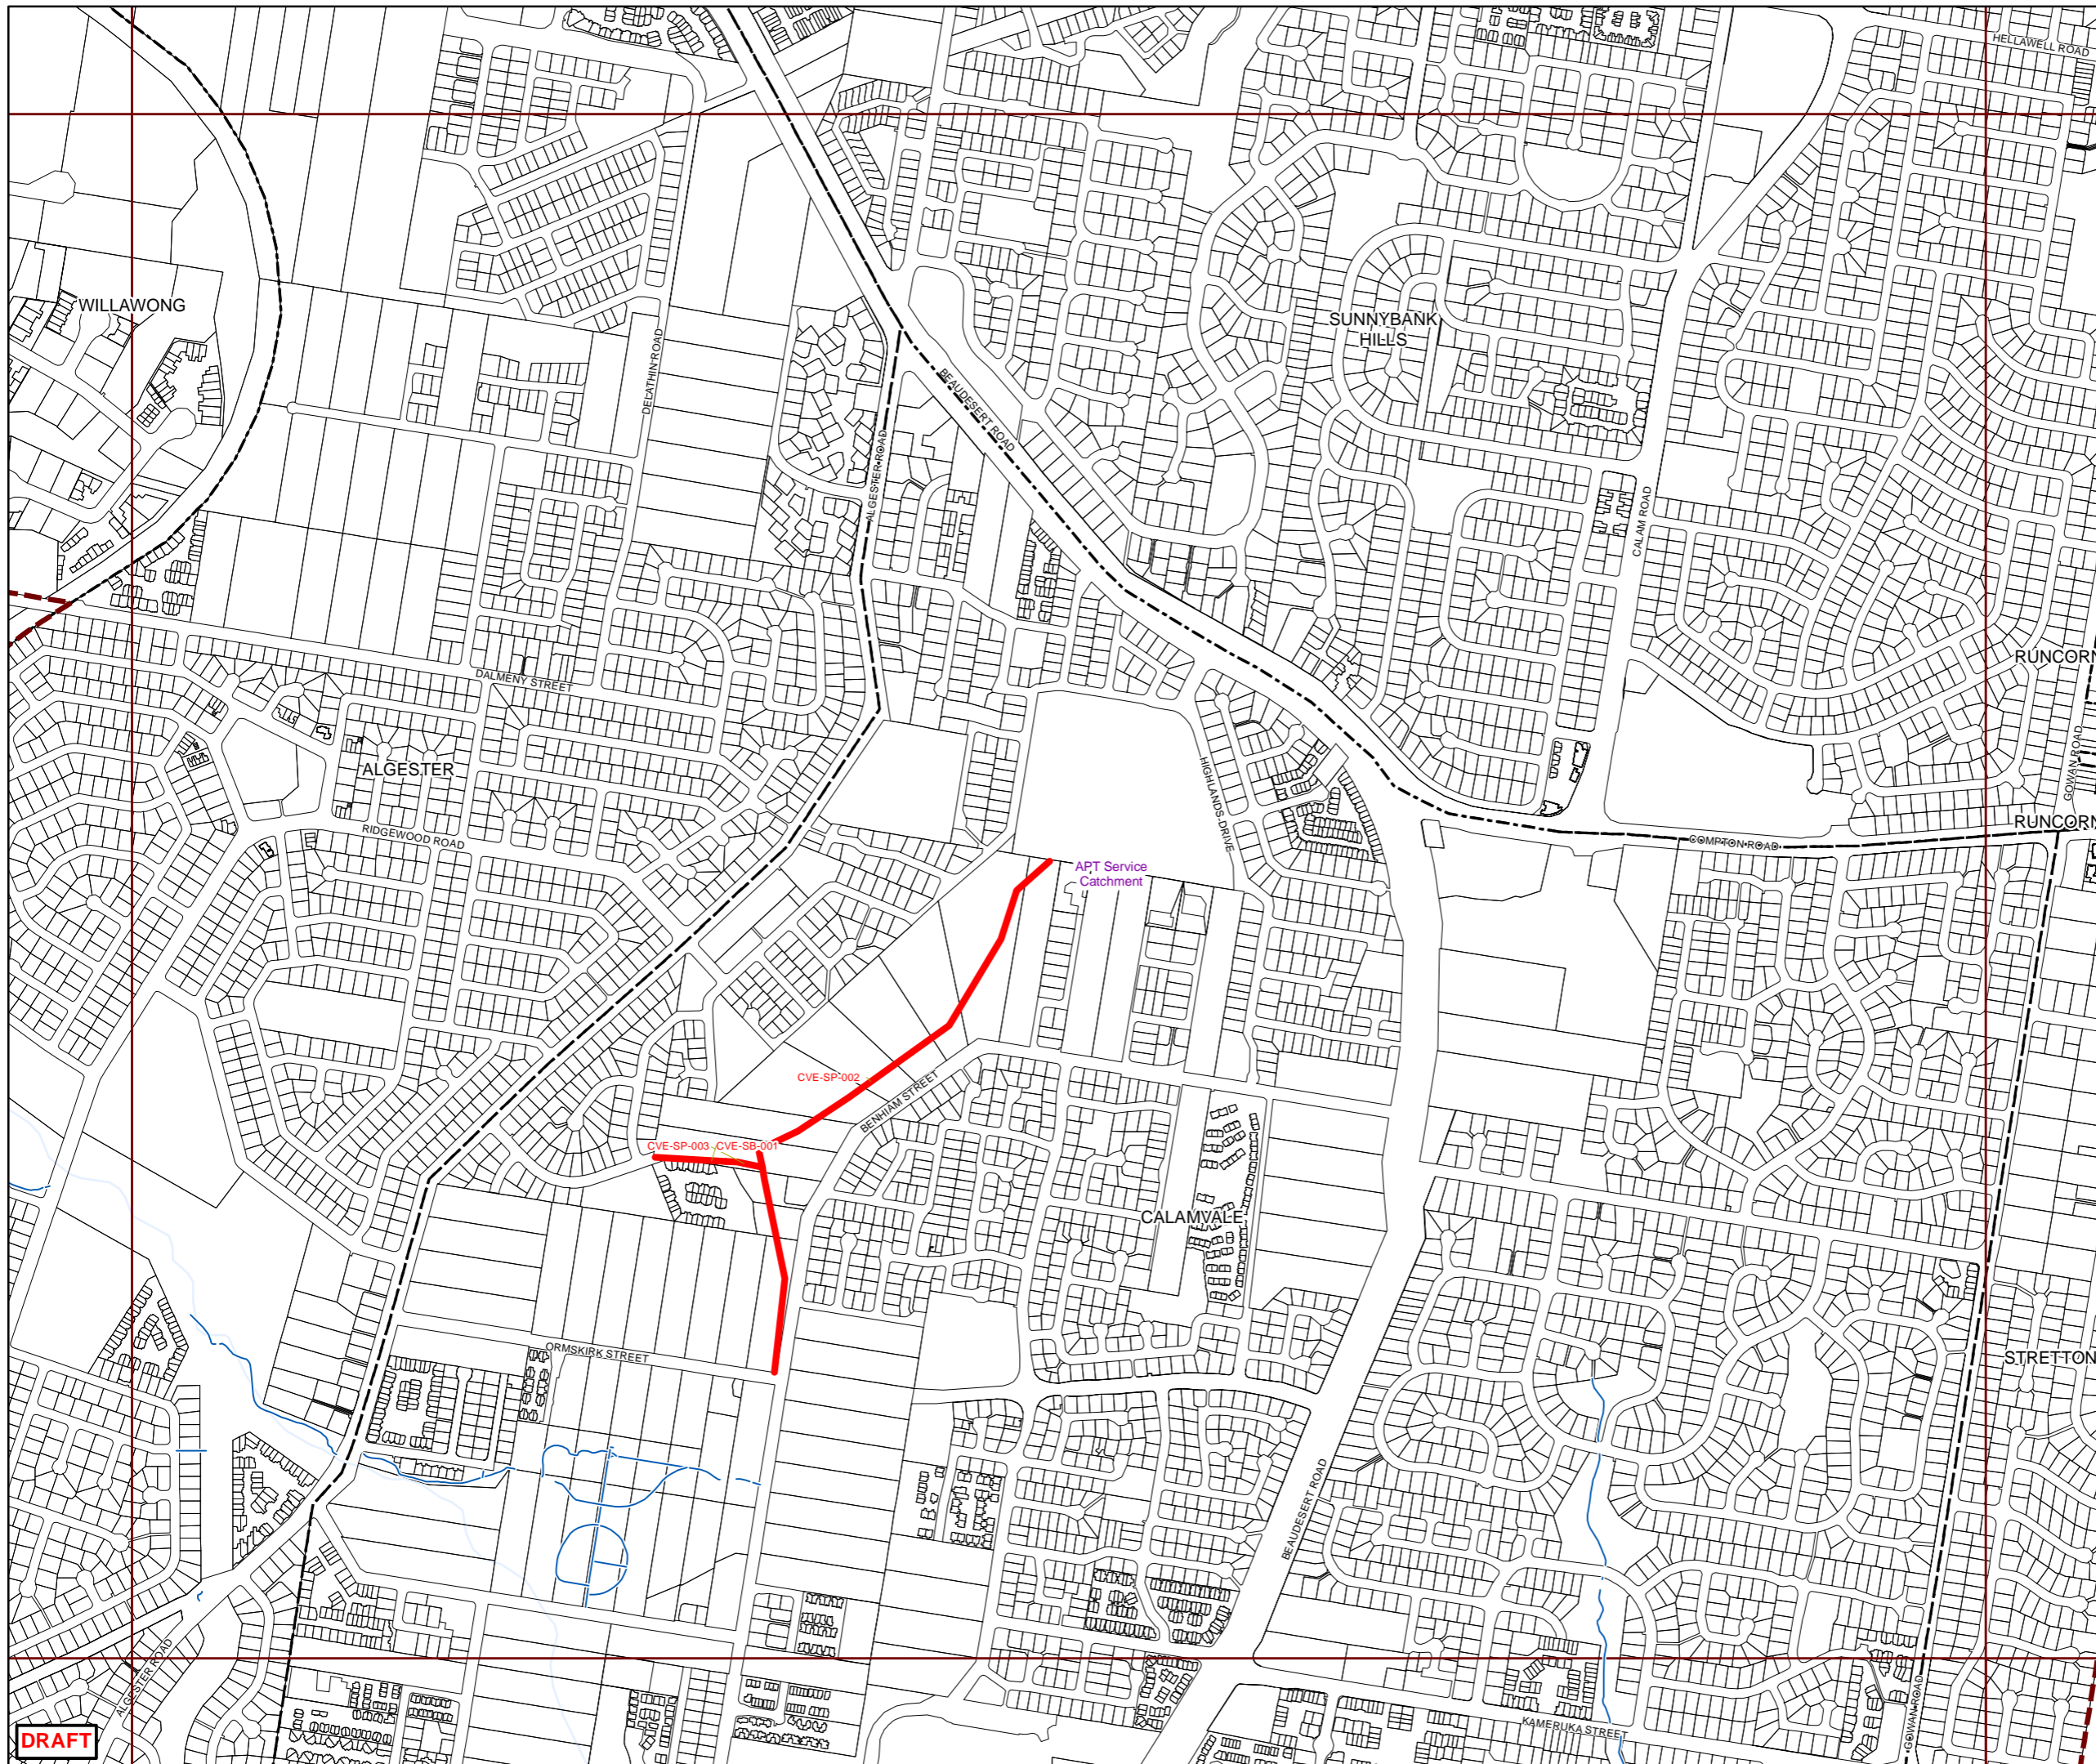 HELLAWELL ROAD
WILLAWONG
SUNNYBANK
HILLS
DELATHIN ROAD
BEAUDESERT ROAD
ALGESTER ROAD
CALAM ROAD
RUNCORN
DALMENY STREET
GOWAN ROAD
ALGESTER
HIGHLANDS DRIVE
RIDGEWOOD ROAD
RUNCORN
COMPTON ROAD
APT Service
Catchment
CVE-SP-002
BENHIAM STREET
CVE-SP-003
CVE-SB-001
CALAMVALE
ORMSKIRK STREET
STRETTON
BEAUDESERT ROAD
ALGESTER ROAD
GOWAN ROAD
KAMERUKA STREET
DRAFT